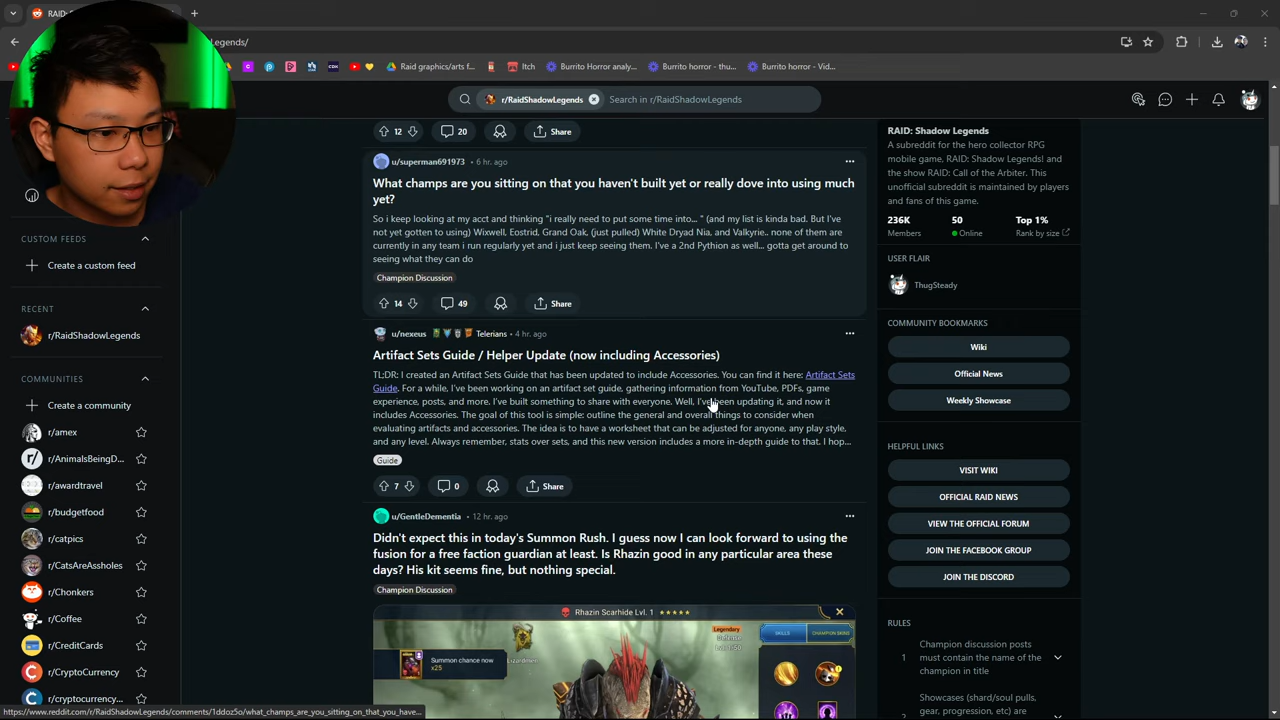 RAID: S
Legends/
Raid graphics/arts f...
Itch
Burrito Horror analy...
Burrito horror - thu...
Burrito horror - Vid...
r/RaidShadowLegends
Search in r/RaidShadowLegends
12
20
Share
u/superman691973 • 6 hr. ago
What champs are you sitting on that you haven't built yet or really dove into using much
yet?
So i keep looking at my acct and thinking "i really need to put some time into... " (and my list is kinda bad. But I've
not yet gotten to using) Wixwell, Eostrid, Grand Oak, (just pulled) White Dryad Nia, and Valkyrie.. none of them are
currently in any team i run regularly yet and i just keep seeing them. I've a 2nd Pythion as well... gotta get around to
seeing what they can do
Champion Discussion
14
49
Share
u/nexeus Telerians • 4 hr. ago
Artifact Sets Guide / Helper Update (now including Accessories)
TL;DR: I created an Artifact Sets Guide that has been updated to include Accessories. You can find it here: Artifact Sets
Guide. For a while, I've been working on an artifact set guide, gathering information from YouTube, PDFs, game
experience, posts, and more. I've built something to share with everyone. Well, I've been updating it, and now it
includes Accessories. The goal of this tool is simple: outline the general and overall things to consider when
evaluating artifacts and accessories. The idea is to have a worksheet that can be adjusted for anyone, any play style,
and any level. Always remember, stats over sets, and this new version includes a more in-depth guide to that. I hop...
Guide
7
0
Share
u/GentleDementia • 12 hr. ago
Didn't expect this in today's Summon Rush. I guess now I can look forward to using the
fusion for a free faction guardian at least. Is Rhazin good in any particular area these
days? His kit seems fine, but nothing special.
Champion Discussion
Rhazin Scarhide Lvl. 1
Legendary
Defense
Lizardmen
SKILLS
CHAMPION SKINS
Summon chance now
x25
CUSTOM FEEDS
Create a custom feed
RECENT
r/RaidShadowLegends
COMMUNITIES
Create a community
r/amex
r/AnimalsBeingD...
r/awardtravel
r/budgetfood
r/catpics
r/CatsAreAssholes
r/Chonkers
r/Coffee
r/CreditCards
r/CryptoCurrency
r/cryptocurrency...
https://www.reddit.com/r/RaidShadowLegends/comments/1ddoz5o/what_champs_are_you_sitting_on_that_you_have...
RAID: Shadow Legends
A subreddit for the hero collector RPG
mobile game, RAID: Shadow Legends! and
the show RAID: Call of the Arbiter. This
unofficial subreddit is maintained by players
and fans of this game.
236K
50
Top 1%
Members
Online
Rank by size
USER FLAIR
ThugSteady
COMMUNITY BOOKMARKS
Wiki
Official News
Weekly Showcase
HELPFUL LINKS
VISIT WIKI
OFFICIAL RAID NEWS
VIEW THE OFFICIAL FORUM
JOIN THE FACEBOOK GROUP
JOIN THE DISCORD
RULES
1
Champion discussion posts
must contain the name of the
champion in title
Showcases (shard/soul pulls,
gear, progression, etc) are